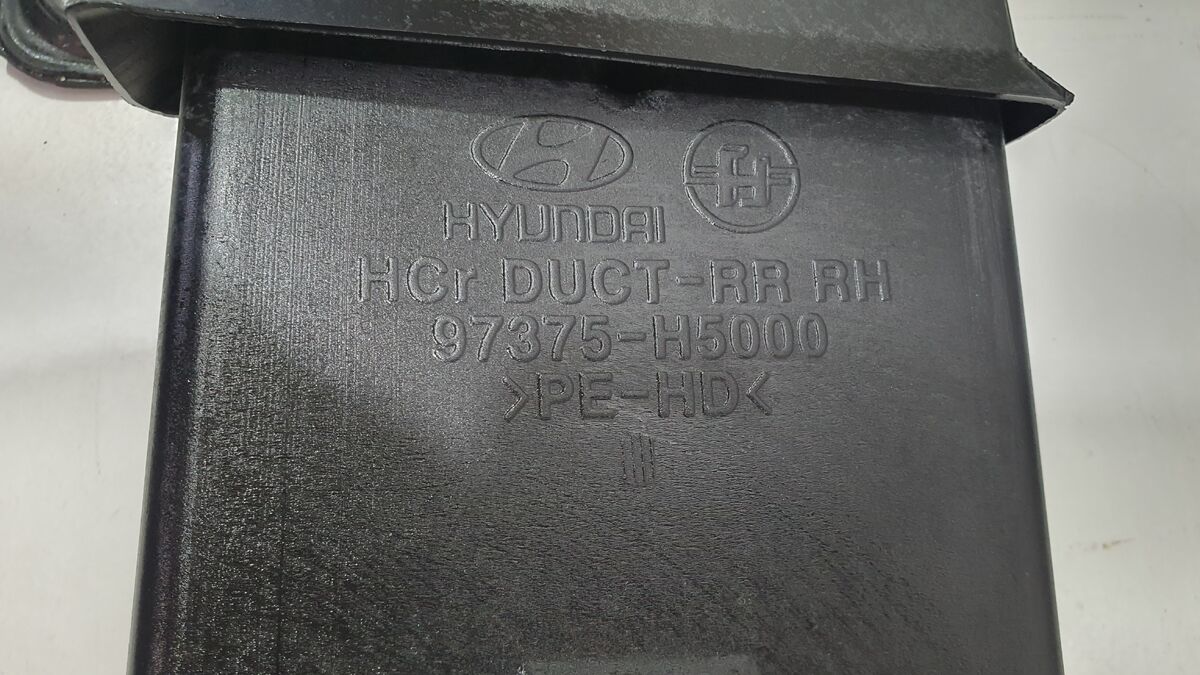 HYUNDAI
HCr DUCT-RR RH
97375-H5000
>PE-HD<